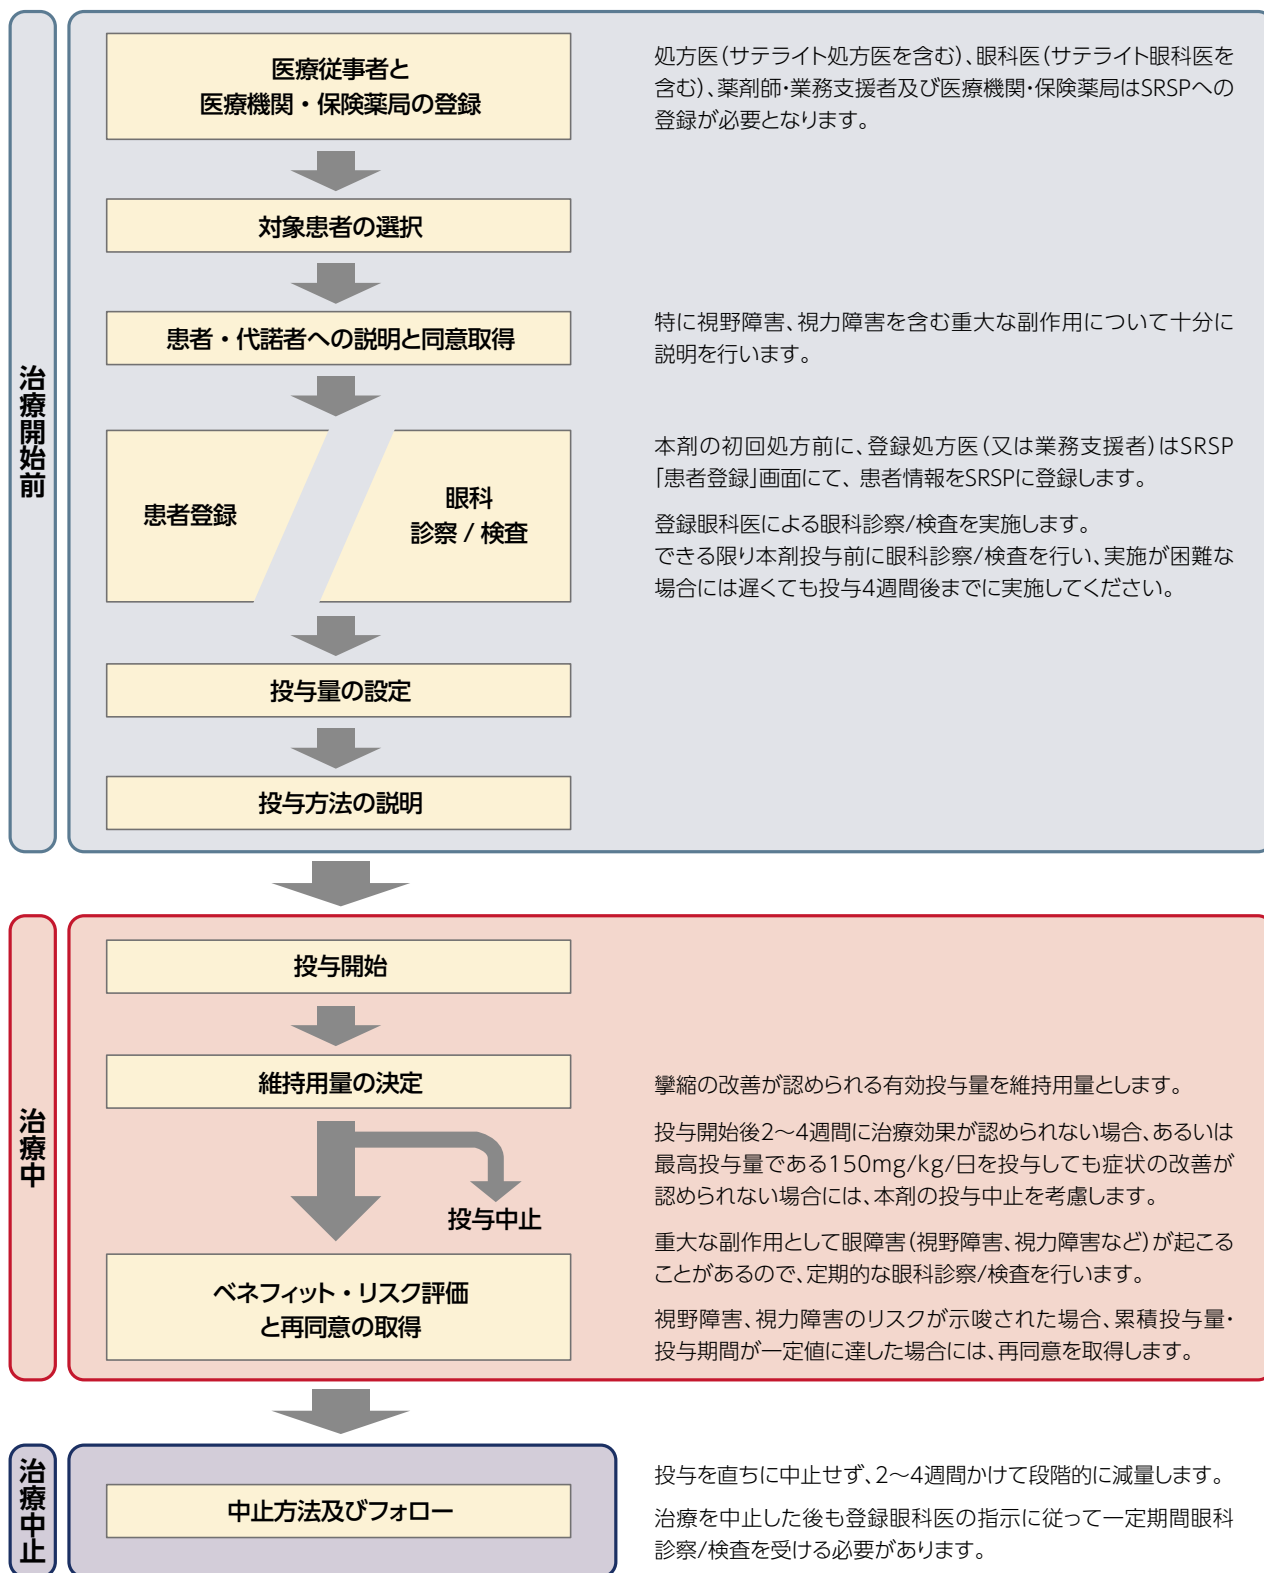 治療開始前
医療従事者と
医療機関・保険薬局の登録
処方医(サテライト処方医を含む)、眼科医(サテライト眼科医を
含む)、薬剤師・業務支援者及び医療機関・保険薬局はSRSPへの
登録が必要となります。
対象患者の選択
患者・代諾者への説明と同意取得
特に視野障害、視力障害を含む重大な副作用について十分に
説明を行います。
患者登録
眼科
診察 / 検査
本剤の初回処方前に、登録処方医(又は業務支援者)はSRSP
「患者登録」画面にて、患者情報をSRSPに登録します。
登録眼科医による眼科診察/検査を実施します。
できる限り本剤投与前に眼科診察/検査を行い、実施が困難な
場合には遅くても投与4週間後までに実施してください。
投与量の設定
投与方法の説明
治療中
投与開始
維持用量の決定
攣縮の改善が認められる有効投与量を維持用量とします。
投与開始後2〜4週間に治療効果が認められない場合、あるいは
最高投与量である150mg/kg/日を投与しても症状の改善が
認められない場合には、本剤の投与中止を考慮します。
投与中止
ベネフィット・リスク評価
と再同意の取得
重大な副作用として眼障害(視野障害、視力障害など)が起こる
ことがあるので、定期的な眼科診察/検査を行います。
視野障害、視力障害のリスクが示唆された場合、累積投与量・
投与期間が一定値に達した場合には、再同意を取得します。
治療中止
中止方法及びフォロー
投与を直ちに中止せず、2〜4週間かけて段階的に減量します。
治療を中止した後も登録眼科医の指示に従って一定期間眼科
診察/検査を受ける必要があります。